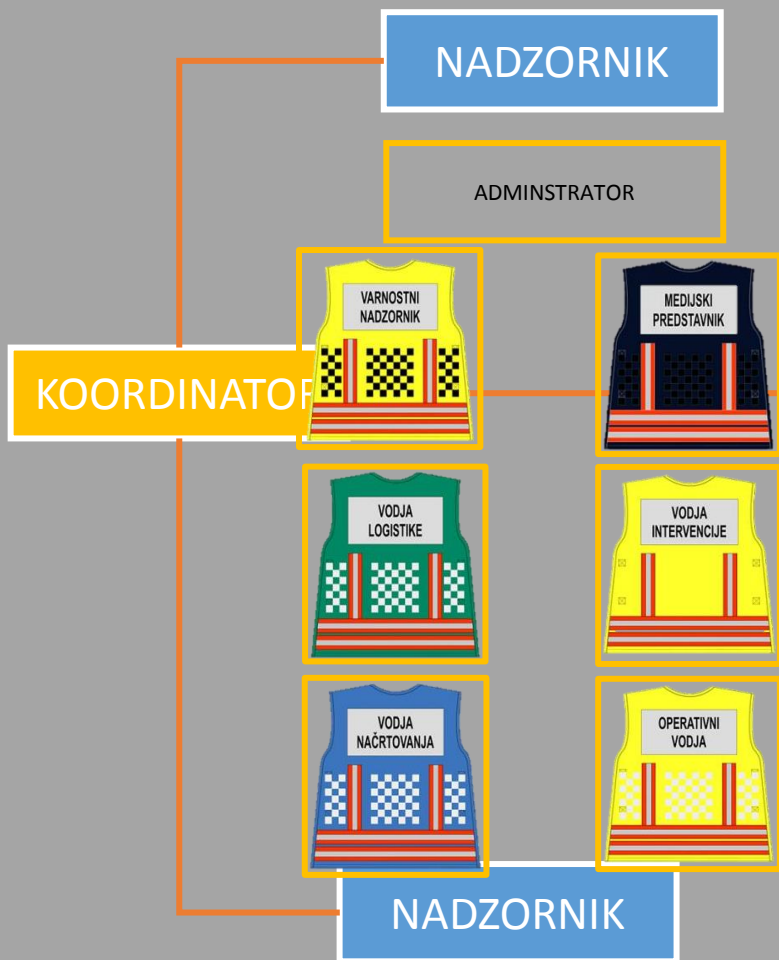 NADZORNIK
ADMINSTRATOR
VARNOSTNI
NADZORNIK
MEDIJSKI
PREDSTAVNIK
KOORDINATOR
VODJA
LOGISTIKE
VODJA
INTERVENCIJE
VODJA
NAČRTOVANJA
OPERATIVNI
VODJA
NADZORNIK